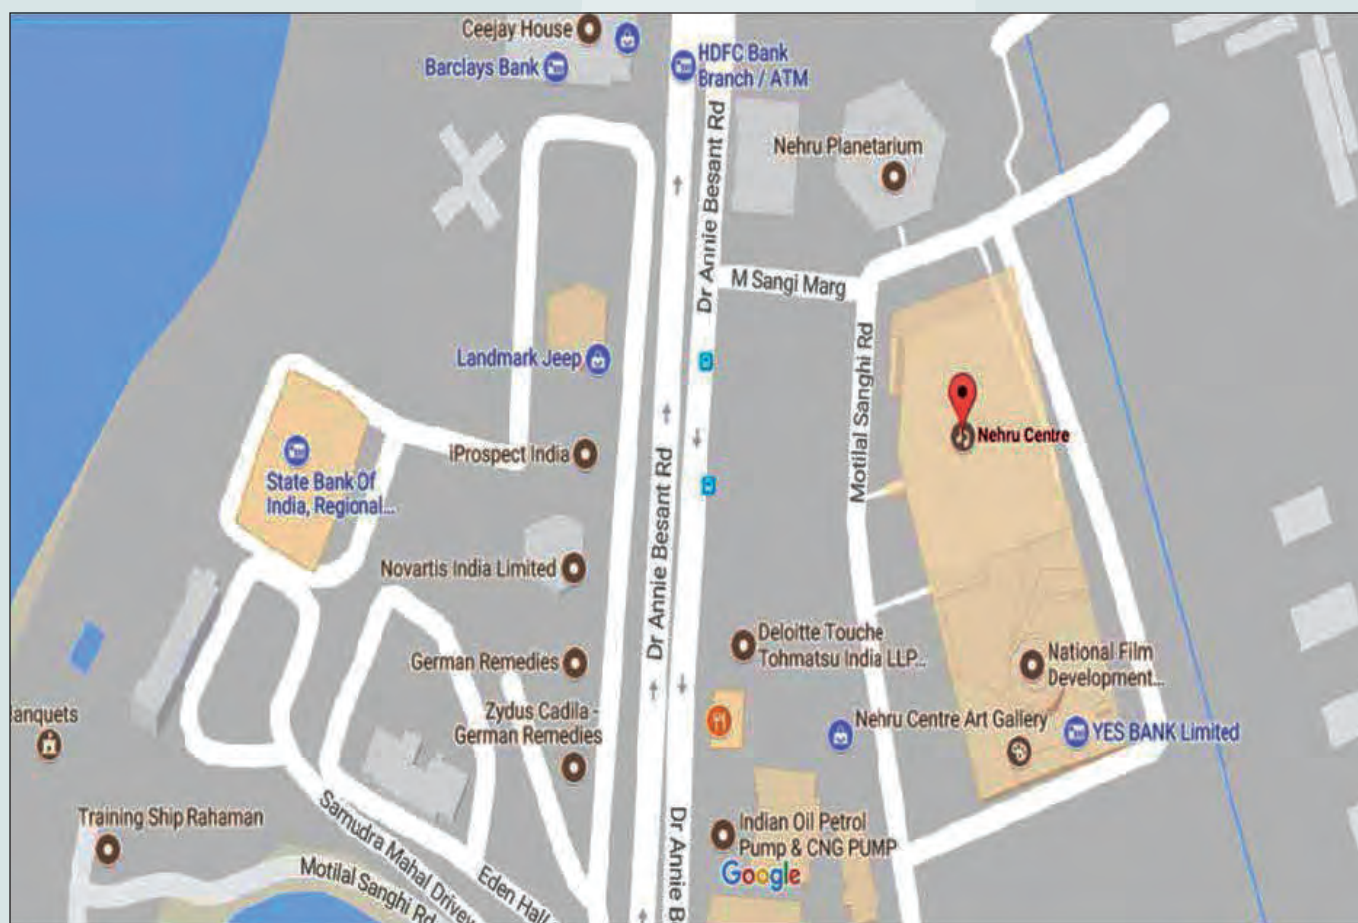 Ceejay House
Barclays Bank
HDFC Bank
Branch / ATM
Dr Annie Besant Rd
Nehru Planetarium
M Sangi Marg
Landmark Jeep
Motilal Sanghi Rd
Nehru Centre
iProspect India
State Bank Of
India, Regional...
Dr Annie Besant Rd
Novartis India Limited
German Remedies
Deloitte Touche
Tohmatsu India LLP...
National Film
Development...
Zydus Cadila -
German Remedies
Nehru Centre Art Gallery
YES BANK Limited
anquets
Training Ship Rahaman
Samudra Mahal Drivew
Motilal Sanghi Rd
Eden Hall
Dr Annie B
Indian Oil Petrol
Pump & CNG PUMP
Google